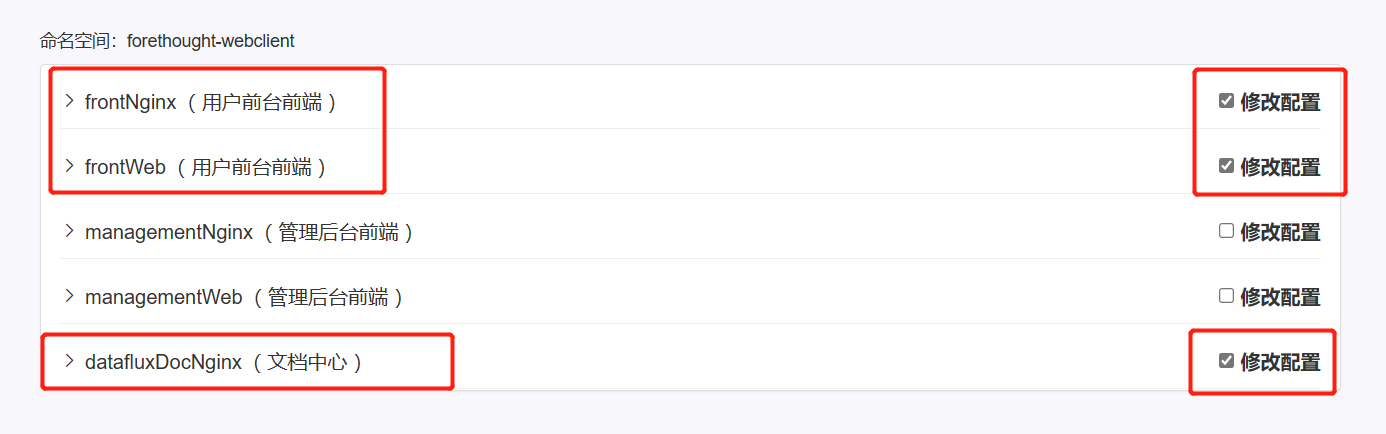 命名空间：forethought-webclient
frontNginx （用户前台前端） 修改配置
frontWeb （用户前台前端） 修改配置
managementNginx （管理后台前端） 修改配置
managementWeb （管理后台前端） 修改配置
datafluxDocNginx （文档中心） 修改配置